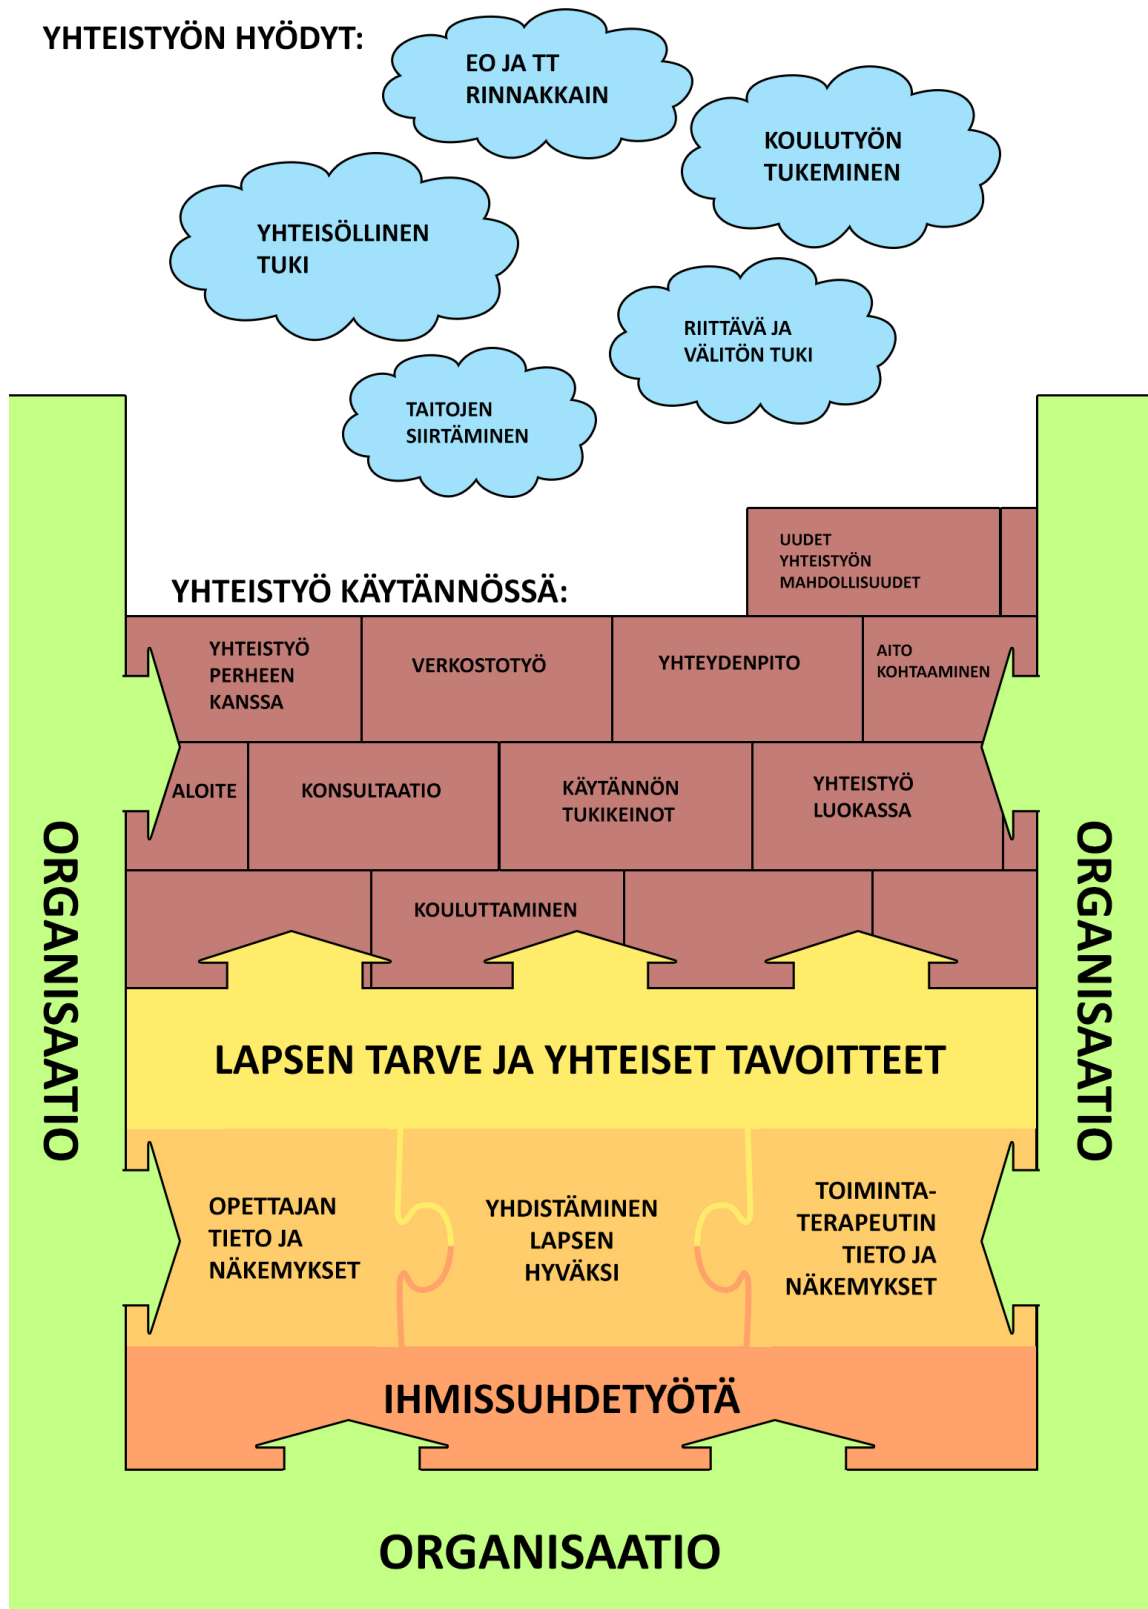 YHTEISTYÖN HYÖDYT:
EO JA TT
RINNAKKAIN
KOULUTYÖN
TUKEMINEN
YHTEISÖLLINEN
TUKI
RIITTÄVÄ JA
VÄLITÖN TUKI
TAITOJEN
SIIRTÄMINEN
UUDET
YHTEISTYÖN
MAHDOLLISUUDET
YHTEISTYÖ KÄYTÄNNÖSSÄ:
YHTEISTYÖ
PERHEEN
KANSSA
VERKOSTOTYÖ
YHTEYDENPITO
AITO
KOHTAAMINEN
ALOITE
KONSULTAATIO
KÄYTÄNNÖN
TUKIKEINOT
YHTEISTYÖ
LUOKASSA
KOULUTTAMINEN
ORGANISAATIO
ORGANISAATIO
LAPSEN TARVE JA YHTEISET TAVOITTEET
OPETTAJAN
TIETO JA
NÄKEMYKSET
YHDISTÄMINEN
LAPSEN
HYVÄKSI
TOIMINTA-
TERAPEUTIN
TIETO JA
NÄKEMYKSET
IHMISSUHDETYÖTÄ
ORGANISAATIO